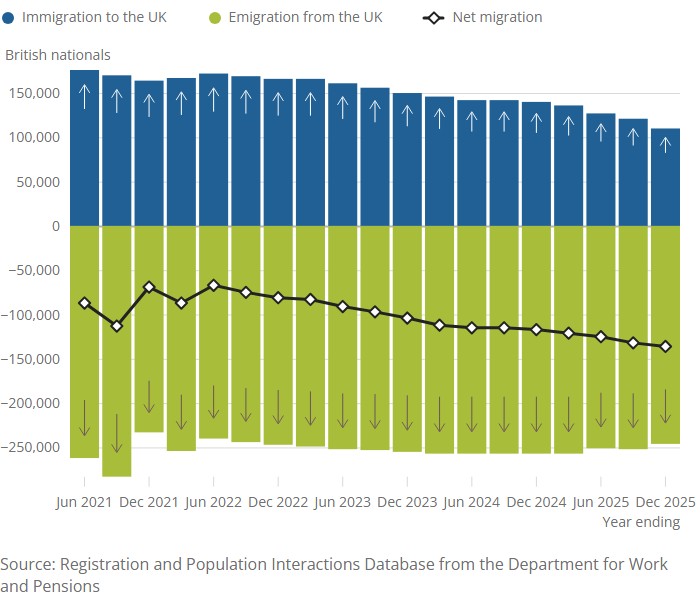 Immigration to the UK Emigration from the UK Net migration
British nationals
150,000
100,000
50,000
0
−50,000
−100,000
−150,000
−200,000
−250,000
Jun 2021 Dec 2021 Jun 2022 Dec 2022 Jun 2023 Dec 2023 Jun 2024 Dec 2024 Jun 2025 Dec 2025
Year ending
Source: Registration and Population Interactions Database from the Department for Work
and Pensions